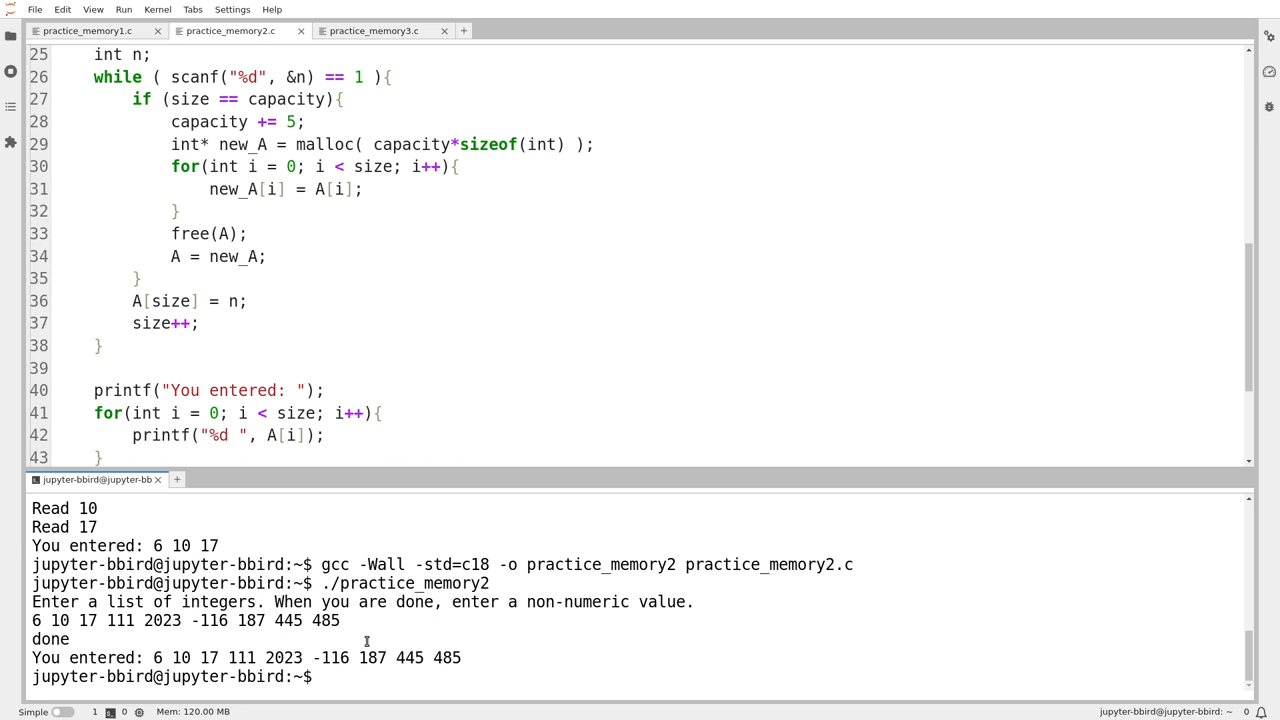 File Edit View Run Kernel Tabs Settings Help
practice_memory1.c practice_memory2.c practice_memory3.c
25     int n;
26     while ( scanf("%d", &n) == 1 ){
27         if (size == capacity){
28             capacity += 5;
29             int* new_A = malloc( capacity*sizeof(int) );
30             for(int i = 0; i < size; i++){
31                 new_A[i] = A[i];
32             }
33             free(A);
34             A = new_A;
35         }
36         A[size] = n;
37         size++;
38     }
39
40     printf("You entered: ");
41     for(int i = 0; i < size; i++){
42         printf("%d ", A[i]);
43     }
jupyter-bbird@jupyter-bb
Read 10
Read 17
You entered: 6 10 17
jupyter-bbird@jupyter-bbird:~$ gcc -Wall -std=c18 -o practice_memory2 practice_memory2.c
jupyter-bbird@jupyter-bbird:~$ ./practice_memory2
Enter a list of integers. When you are done, enter a non-numeric value.
6 10 17 111 2023 -116 187 445 485
done
You entered: 6 10 17 111 2023 -116 187 445 485
jupyter-bbird@jupyter-bbird:~$
Simple 1 0 Mem: 120.00 MB jupyter-bbird@jupyter-bbird: ~ 0